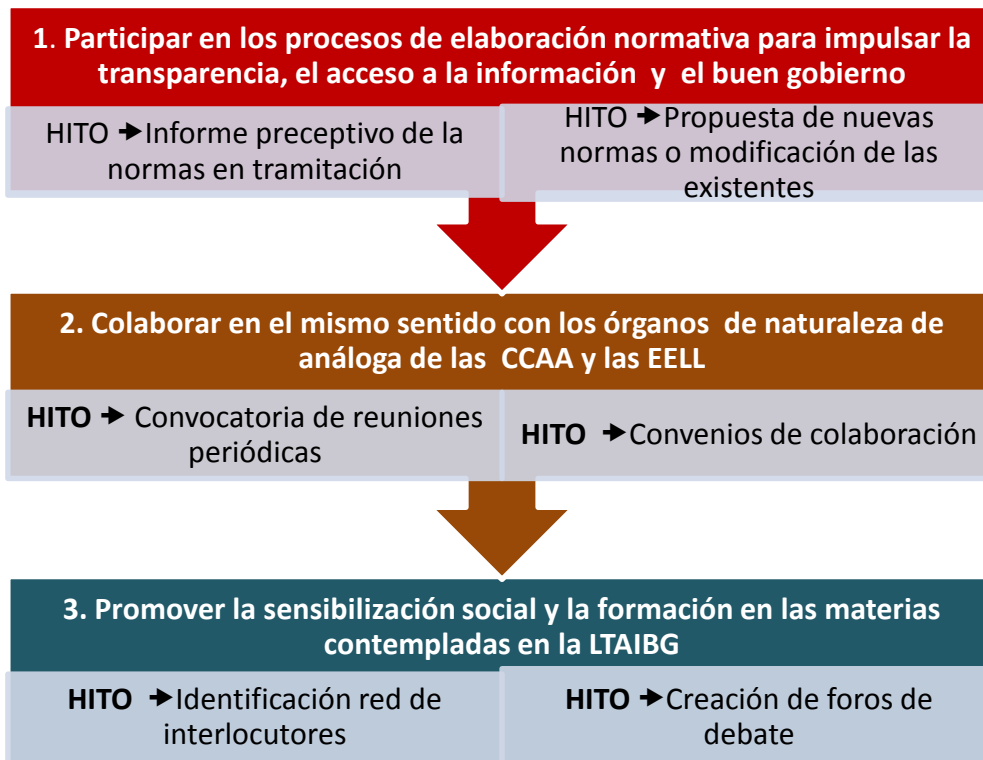 1. Participar en los procesos de elaboración normativa para impulsar la
transparencia, el acceso a la información y el buen gobierno
HITO 🠆Informe preceptivo de la
normas en tramitación
HITO 🠆Propuesta de nuevas
normas o modificación de las
existentes
2. Colaborar en el mismo sentido con los órganos de naturaleza de
análoga de las CCAA y las EELL
HITO 🠆 Convocatoria de reuniones
periódicas
HITO 🠆Convenios de colaboración
3. Promover la sensibilización social y la formación en las materias
contempladas en la LTAIBG
HITO 🠆Identificación red de
interlocutores
HITO 🠆Creación de foros de
debate